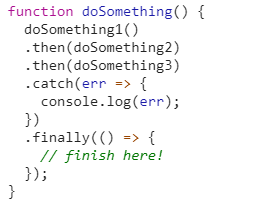 function doSomething() {
  doSomething1()
  .then(doSomething2)
  .then(doSomething3)
  .catch(err => {
    console.log(err);
  })
  .finally(() => {
    // finish here!
  });
}